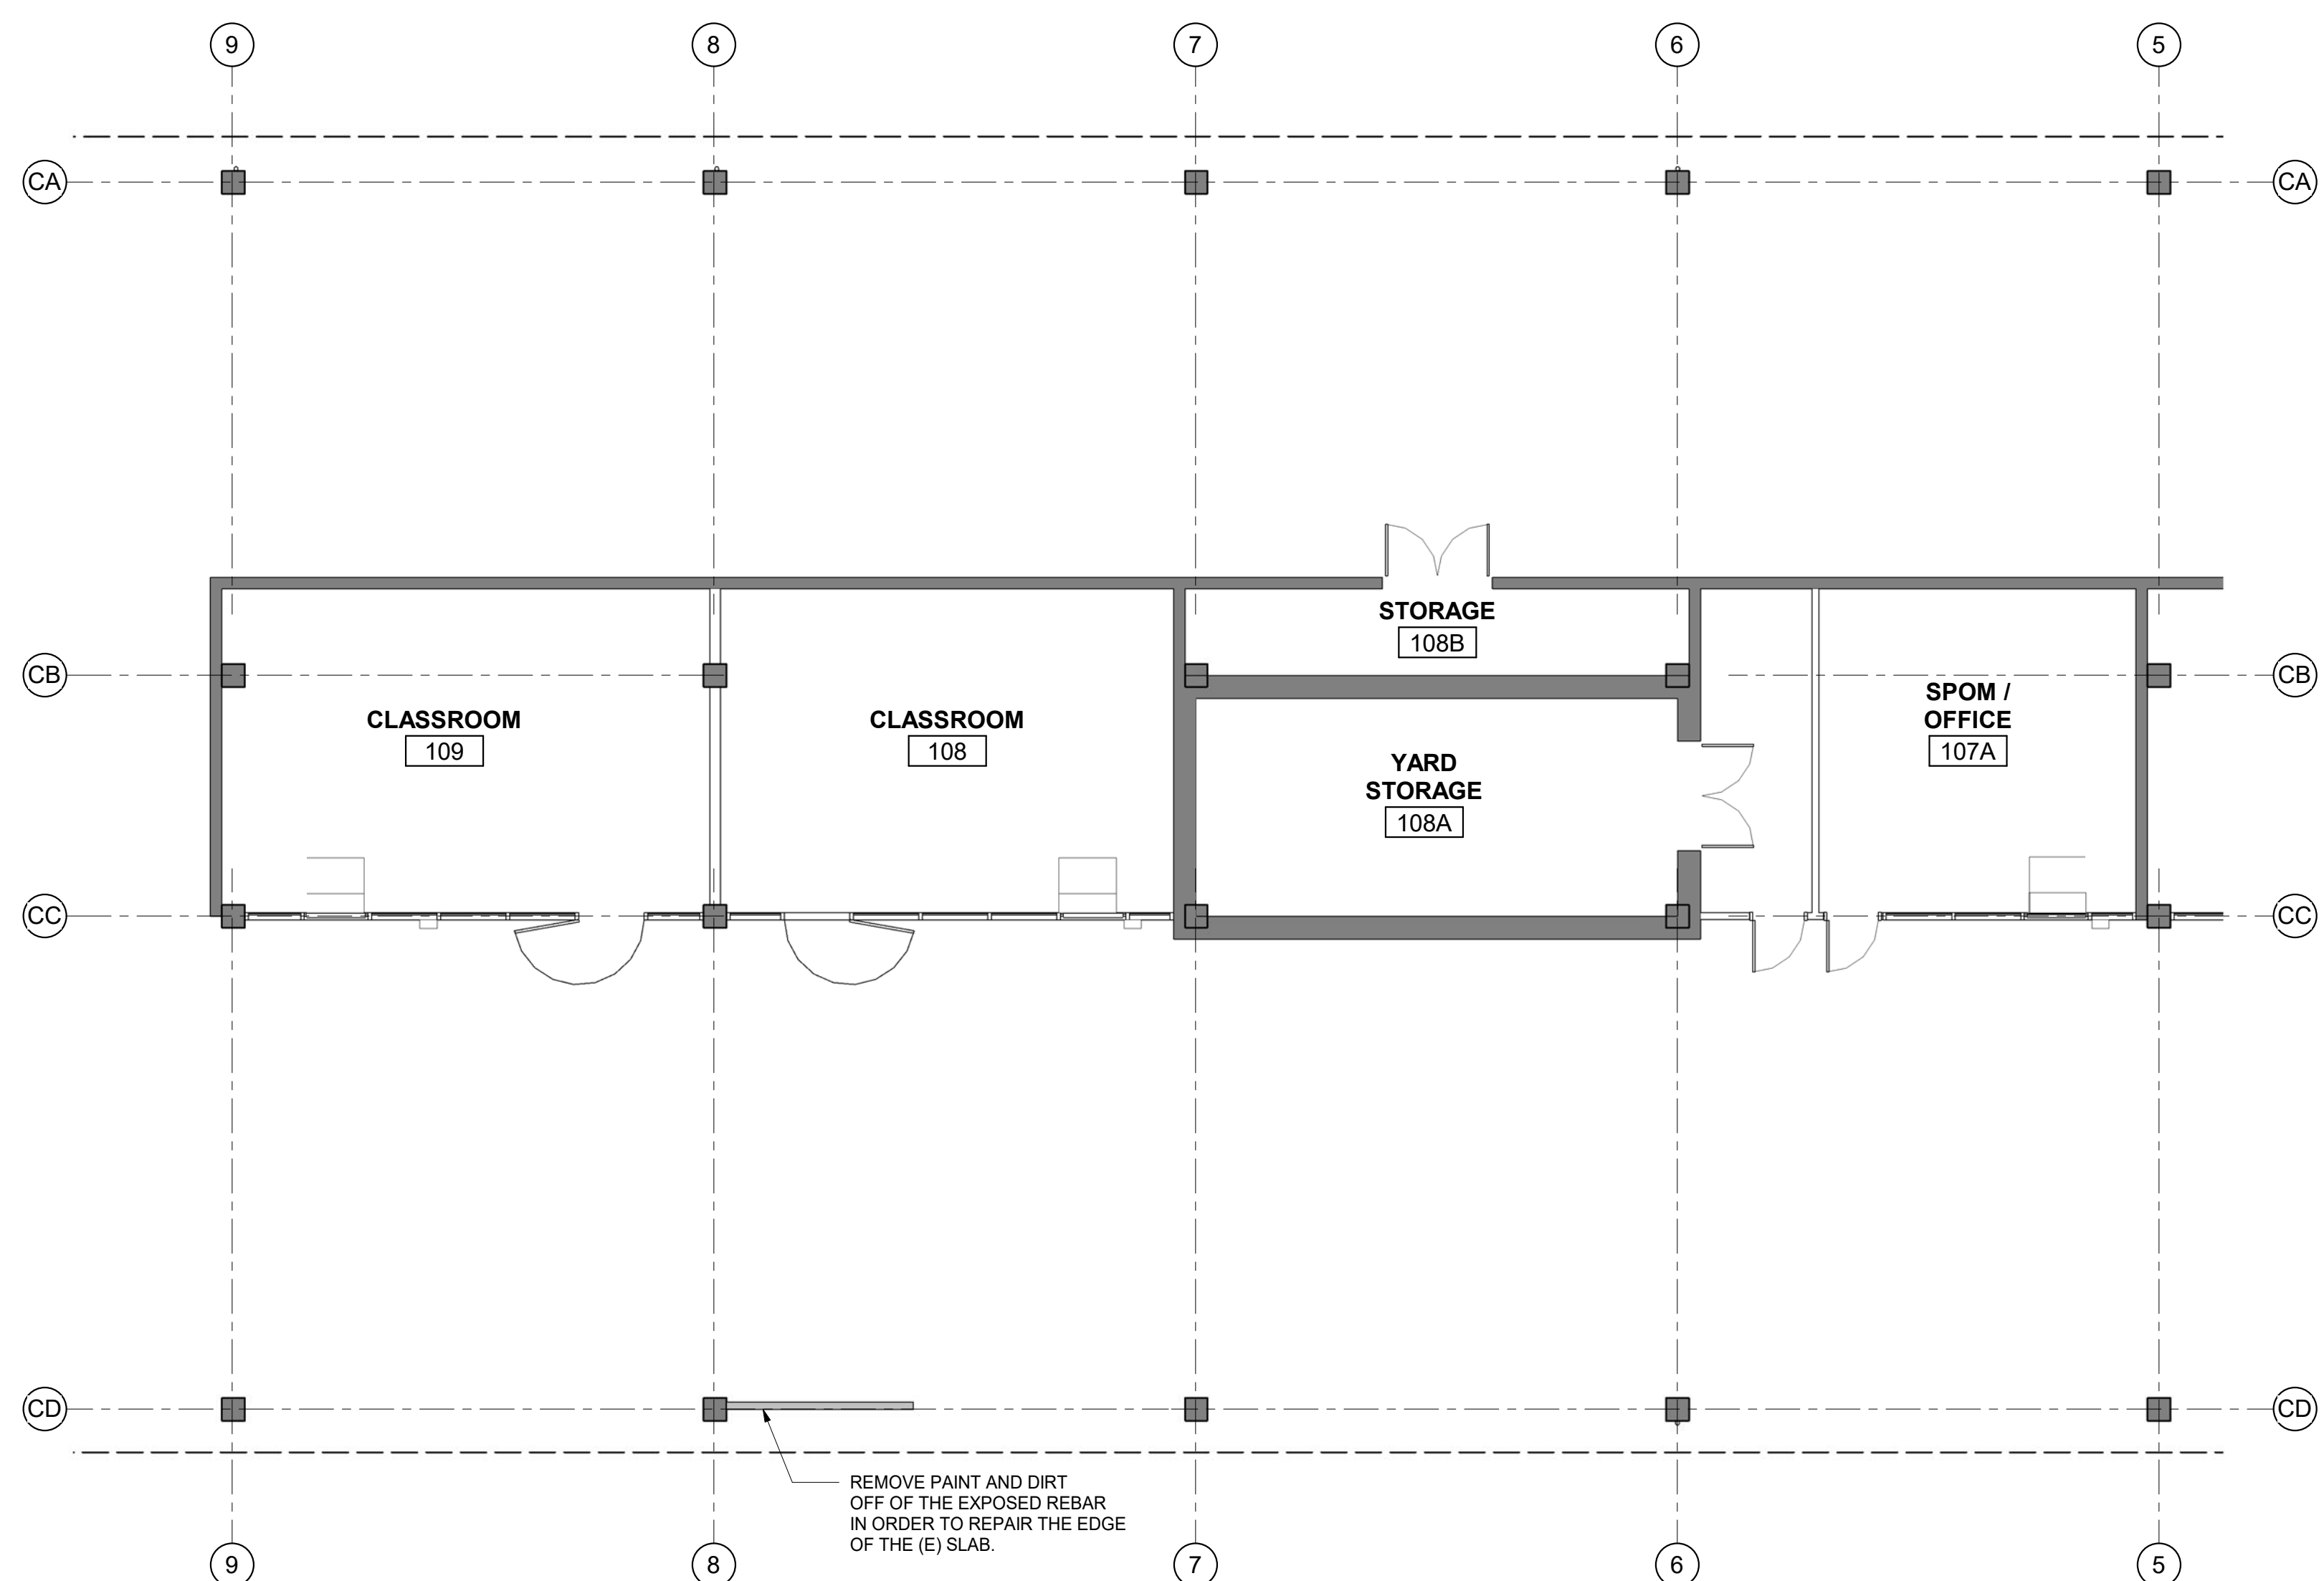 9 8 7 6 5
CA CA
STORAGE
108B
CB CB
CLASSROOM CLASSROOM
109 108
SPOM /
OFFICE
107A
YARD
STORAGE
108A
CC CC
CD CD
REMOVE PAINT AND DIRT
OFF OF THE EXPOSED REBAR
IN ORDER TO REPAIR THE EDGE
OF THE (E) SLAB.
9 8 7 6 5